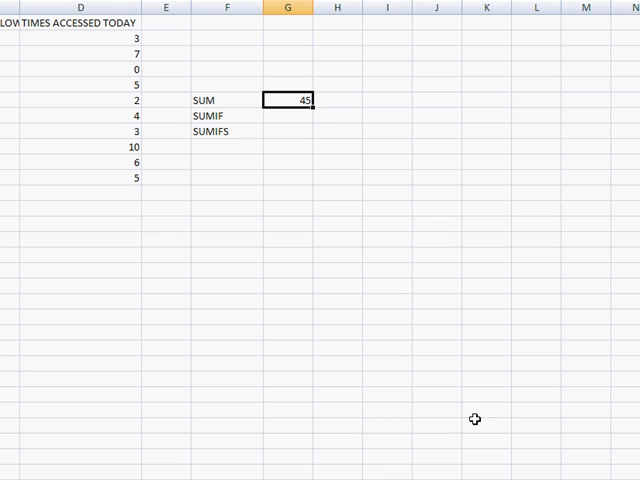 D E F G H I J K L M N
LOW TIMES ACCESSED TODAY
3
7
0
5
2 SUM 45
4 SUMIF
3 SUMIFS
10
6
5